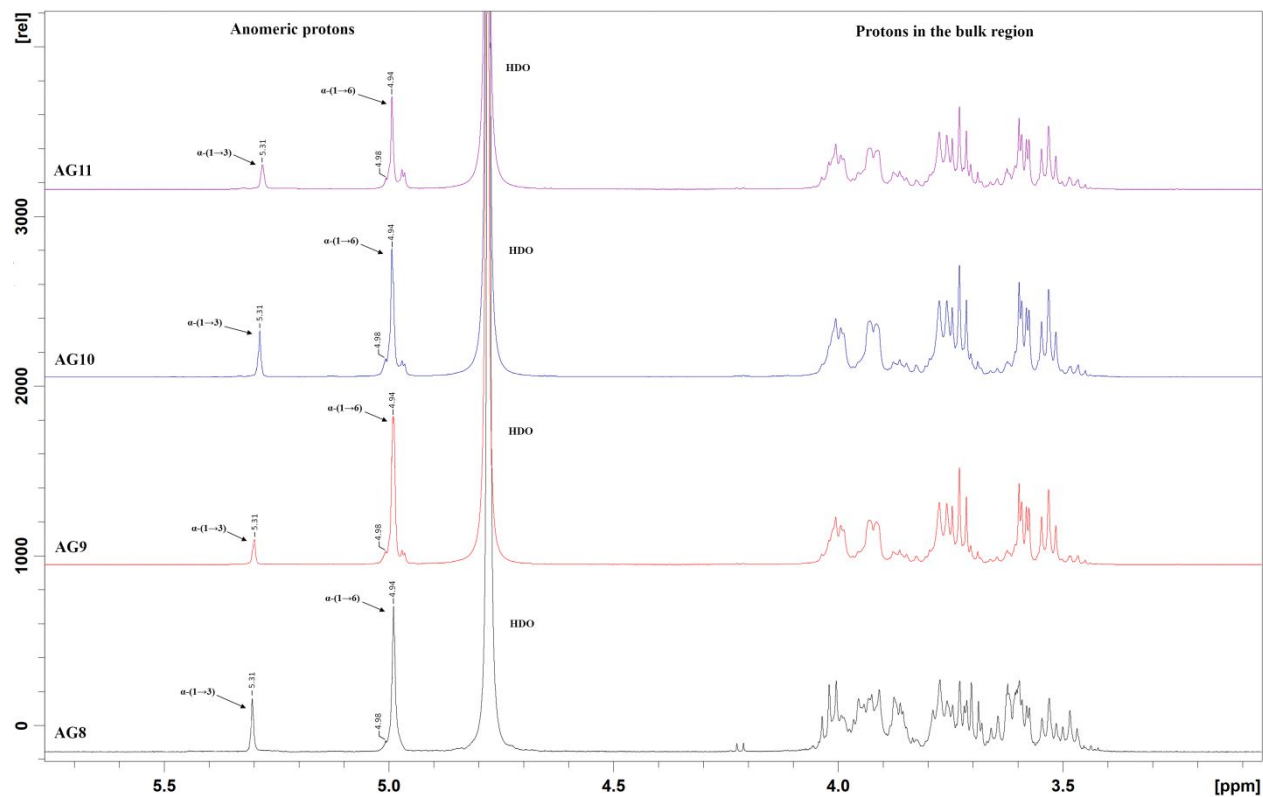 [rel]
Anomeric protons
Protons in the bulk region
α-(1→6)
4.94
HDO
α-(1→3)
5.31
4.98
AG11
3000
α-(1→6)
4.94
HDO
α-(1→3)
5.31
4.98
AG10
2000
α-(1→6)
4.94
HDO
α-(1→3)
5.31
4.98
AG9
1000
α-(1→6)
4.94
HDO
α-(1→3)
5.31
4.98
AG8
0
5.5
5.0
4.5
4.0
3.5
[ppm]